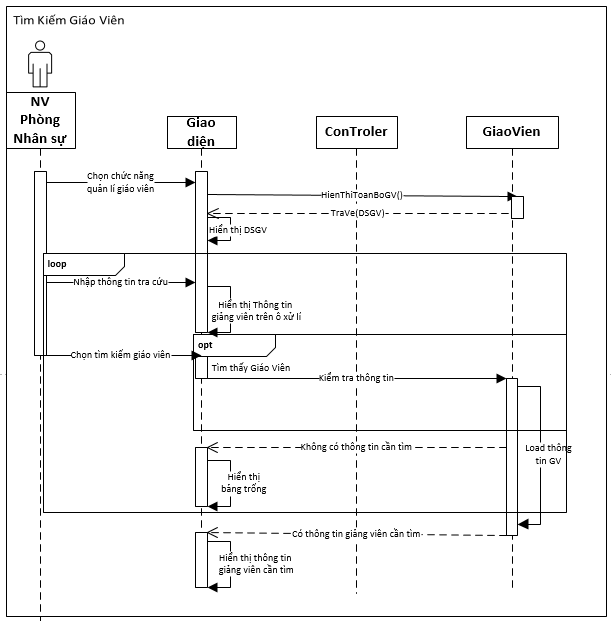 Tìm Kiếm Giáo Viên
NV
Phòng
Nhân sự
Giao
diện
ConTroler
GiaoVien
Chọn chức năng
quản lí giáo viên
HienThiToanBoGV()
TraVe(DSGV)
Hiển thị DSGV
loop
Nhập thông tin tra cứu
Hiển thị Thông tin
giảng viên trên ô xử lí
opt
Chọn tìm kiếm giáo viên
Tìm thấy Giáo Viên
Kiểm tra thông tin
Không có thông tin cần tìm
Load thông
tin GV
Hiển thị
bảng trống
Có thông tin giảng viên cần tìm
Hiển thị thông tin
giảng viên cần tìm